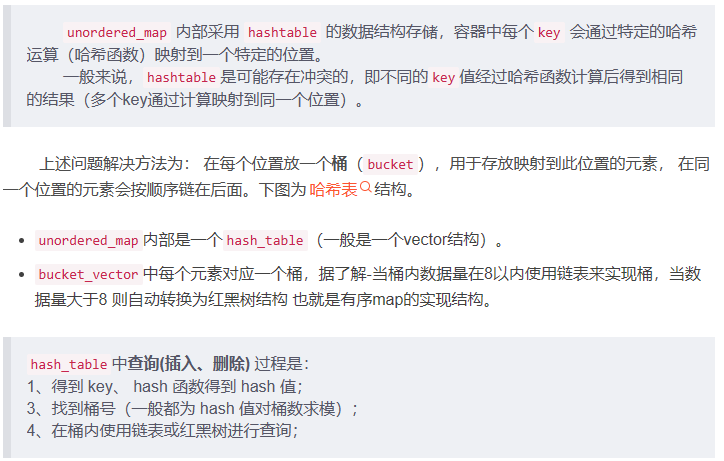 unordered_map 内部采用 hashtable 的数据结构存储，容器中每个 key 会通过特定的哈希
运算（哈希函数）映射到一个特定的位置。
一般来说，hashtable 是可能存在冲突的，即不同的 key 值经过哈希函数计算后得到相同
的结果（多个key通过计算映射到同一个位置）。
上述问题解决方法为： 在每个位置放一个桶（bucket），用于存放映射到此位置的元素， 在同
一个位置的元素会按顺序链在后面。下图为 哈希表 结构。
• unordered_map 内部是一个 hash_table （一般是一个vector结构）。
• bucket_vector 中每个元素对应一个桶，据了解-当桶内数据量在8以内使用链表来实现桶，当数
据量大于8 则自动转换为红黑树结构 也就是有序map的实现结构。
hash_table 中查询(插入、删除) 过程是：
1、得到 key、 hash 函数得到 hash 值；
3、找到桶号（一般都为 hash 值对桶数求模）；
4、在桶内使用链表或红黑树进行查询；